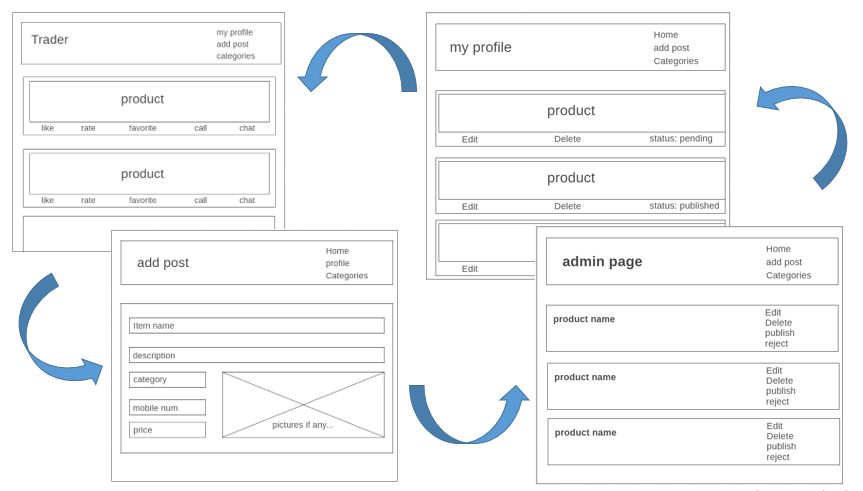 Trader
my profile
add post
categories
product
like rate favorite call chat
product
like rate favorite call chat
my profile
Home
add post
Categories
product
Edit Delete status: pending
product
Edit Delete status: published
Edit
add post
Home
profile
Categories
Item name
description
category
mobile num
price
pictures if any...
admin page
Home
add post
Categories
product name
Edit
Delete
publish
reject
product name
Edit
Delete
publish
reject
product name
Edit
Delete
publish
reject